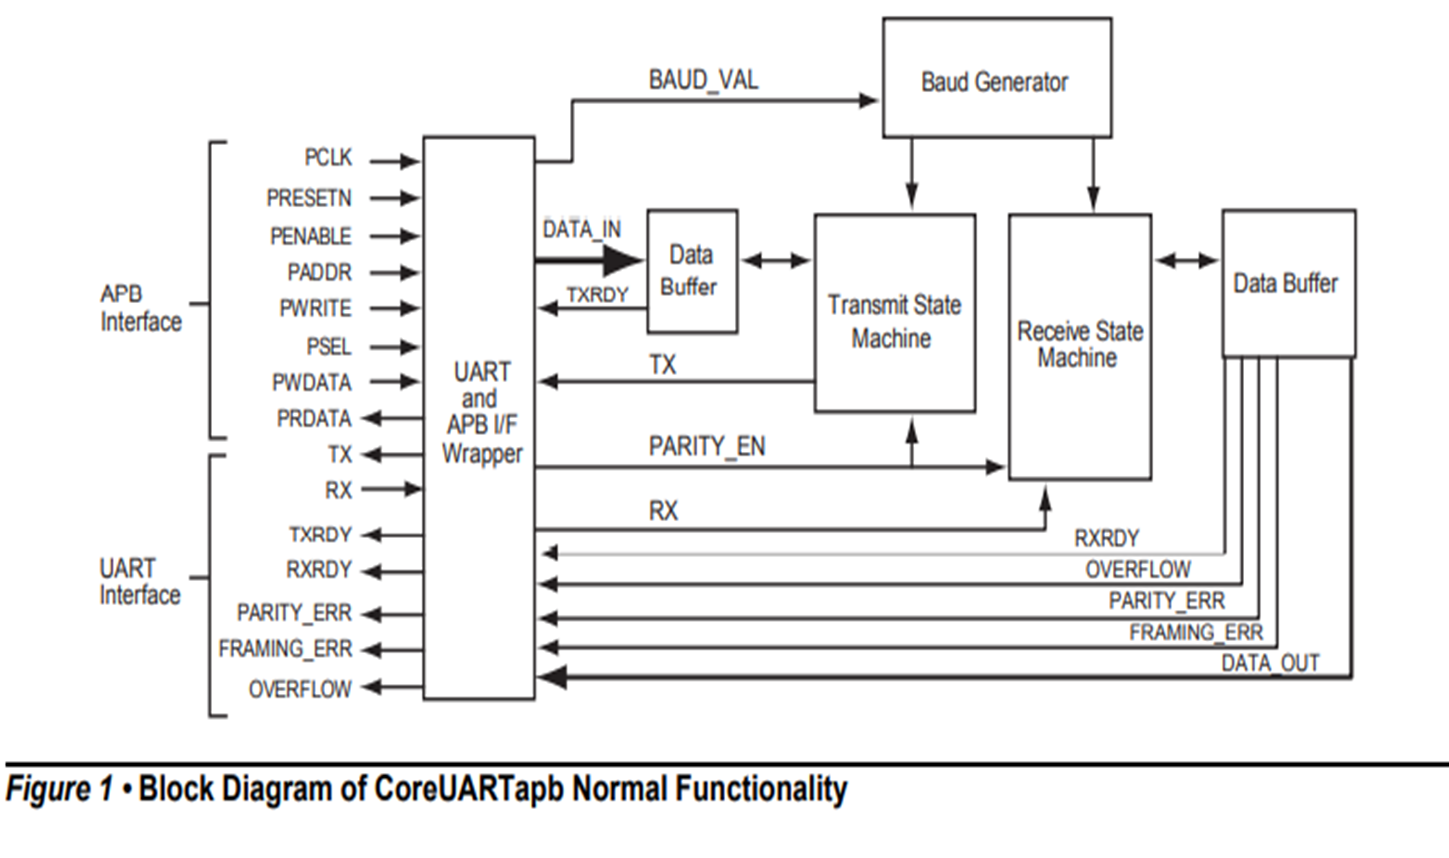 BAUD_VAL
Baud Generator
APB
Interface
PCLK
PRESETN
PENABLE
PADDR
PWRITE
PSEL
PWDATA
PRDATA
UART
Interface
TX
RX
TXRDY
RXRDY
PARITY_ERR
FRAMING_ERR
OVERFLOW
UART
and
APB I/F
Wrapper
DATA_IN
TXRDY
Data
Buffer
TX
PARITY_EN
RX
Transmit State
Machine
Receive State
Machine
Data Buffer
RXRDY
OVERFLOW
PARITY_ERR
FRAMING_ERR
DATA_OUT
Figure 1 • Block Diagram of CoreUARTapb Normal Functionality